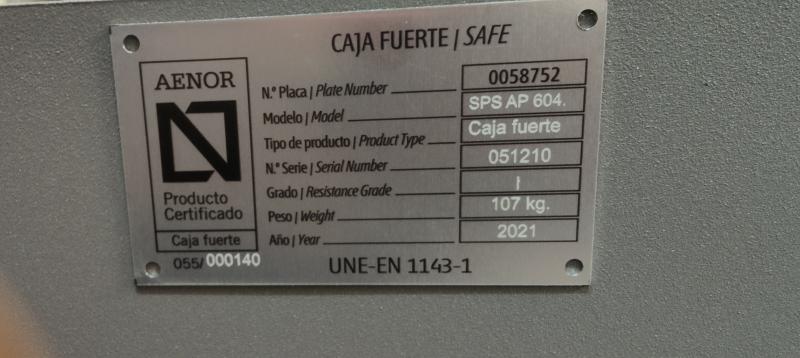 CAJA FUERTE / SAFE
AENOR
Producto
Certificado
Caja fuerte
055/000140
N.º Placa / Plate Number 0058752
Modelo / Model SPS AP 604.
Tipo de producto / Product Type Caja fuerte
N.º Serie / Serial Number 051210
Grado / Resistance Grade I
Peso / Weight 107 kg.
Año / Year 2021
UNE-EN 1143-1